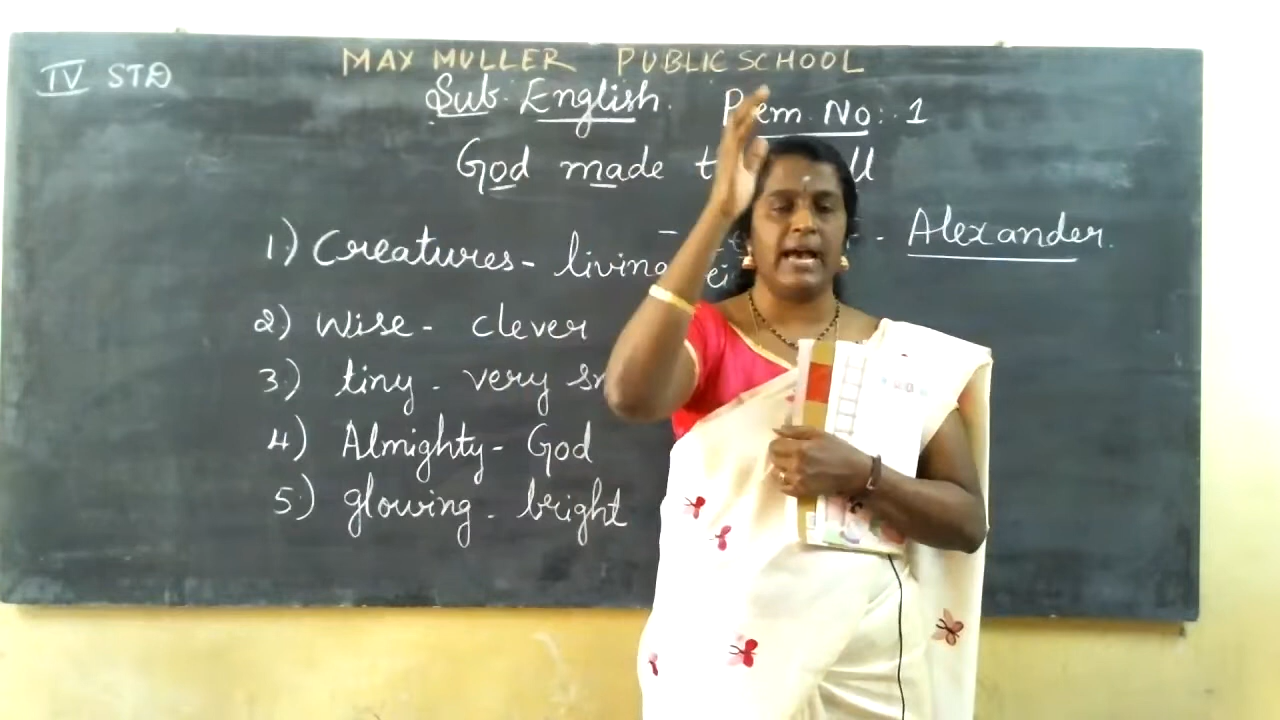 MAX MULLER PUBLIC SCHOOL
IV STD
Sub. English. Poem No: 1
God made
- Alexander.
1) Creatures - living
2) Wise - clever
3) tiny - very
4) Almighty - God
5) glowing - bright